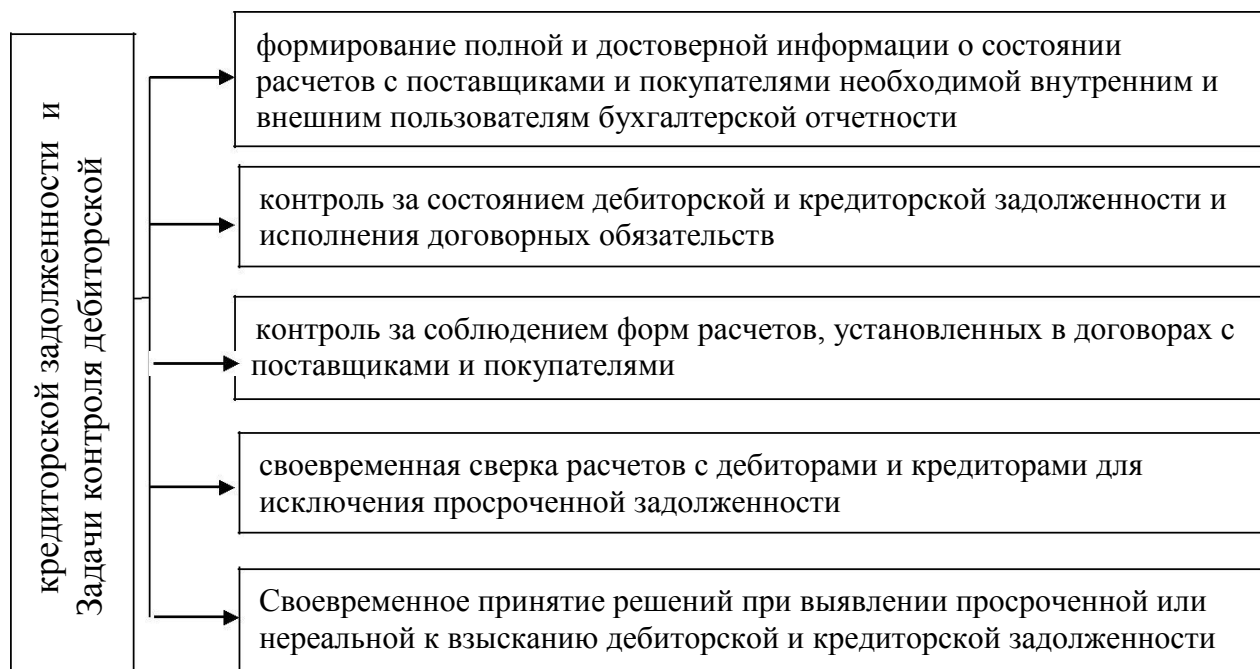 кредиторской задолженности и
Задачи контроля дебиторской
формирование полной и достоверной информации о состоянии
расчетов с поставщиками и покупателями необходимой внутренним и
внешним пользователям бухгалтерской отчетности
контроль за состоянием дебиторской и кредиторской задолженности и
исполнения договорных обязательств
контроль за соблюдением форм расчетов, установленных в договорах с
поставщиками и покупателями
своевременная сверка расчетов с дебиторами и кредиторами для
исключения просроченной задолженности
Своевременное принятие решений при выявлении просроченной или
нереальной к взысканию дебиторской и кредиторской задолженности